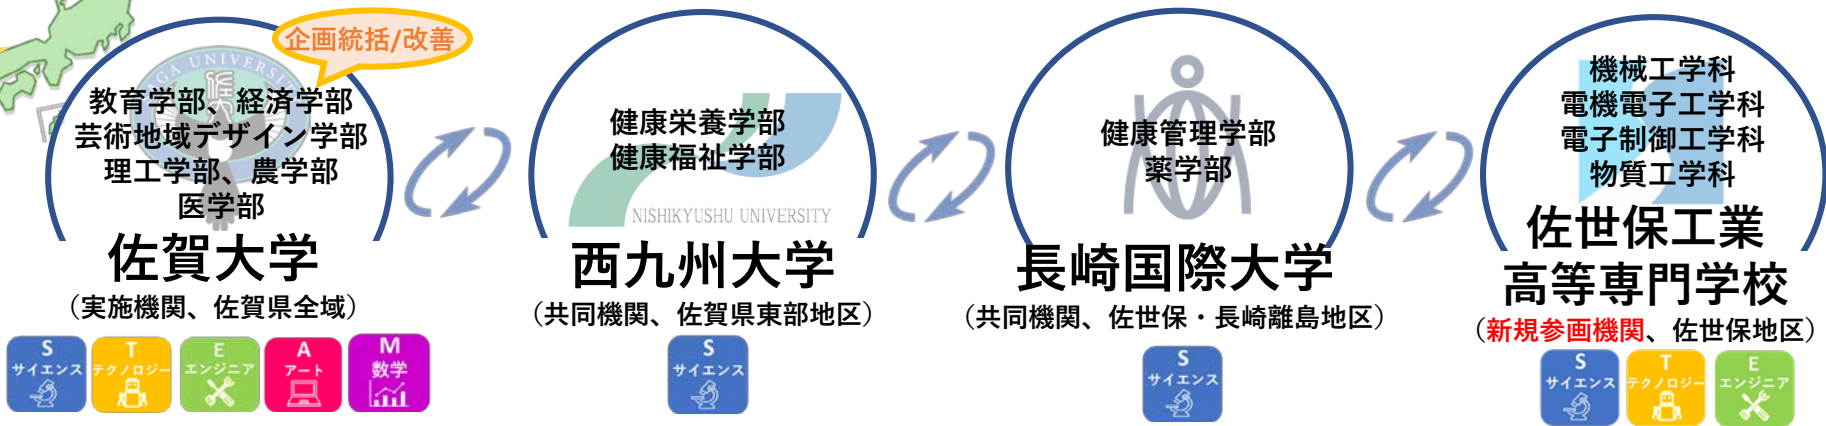 企画統括/改善
SAGA UNIVERSITY
教育学部、経済学部
芸術地域デザイン学部
理工学部、農学部
医学部
佐賀大学
（実施機関、佐賀県全域）
S
サイエンス
T
テクノロジー
E
エンジニア
A
アート
M
数学
健康栄養学部
健康福祉学部
NISHIKYUSHU UNIVERSITY
西九州大学
（共同機関、佐賀県東部地区）
S
サイエンス
健康管理学部
薬学部
長崎国際大学
（共同機関、佐世保・長崎離島地区）
S
サイエンス
機械工学科
電機電子工学科
電子制御工学科
物質工学科
佐世保工業
高等専門学校
（新規参画機関、佐世保地区）
S
サイエンス
T
テクノロジー
E
エンジニア